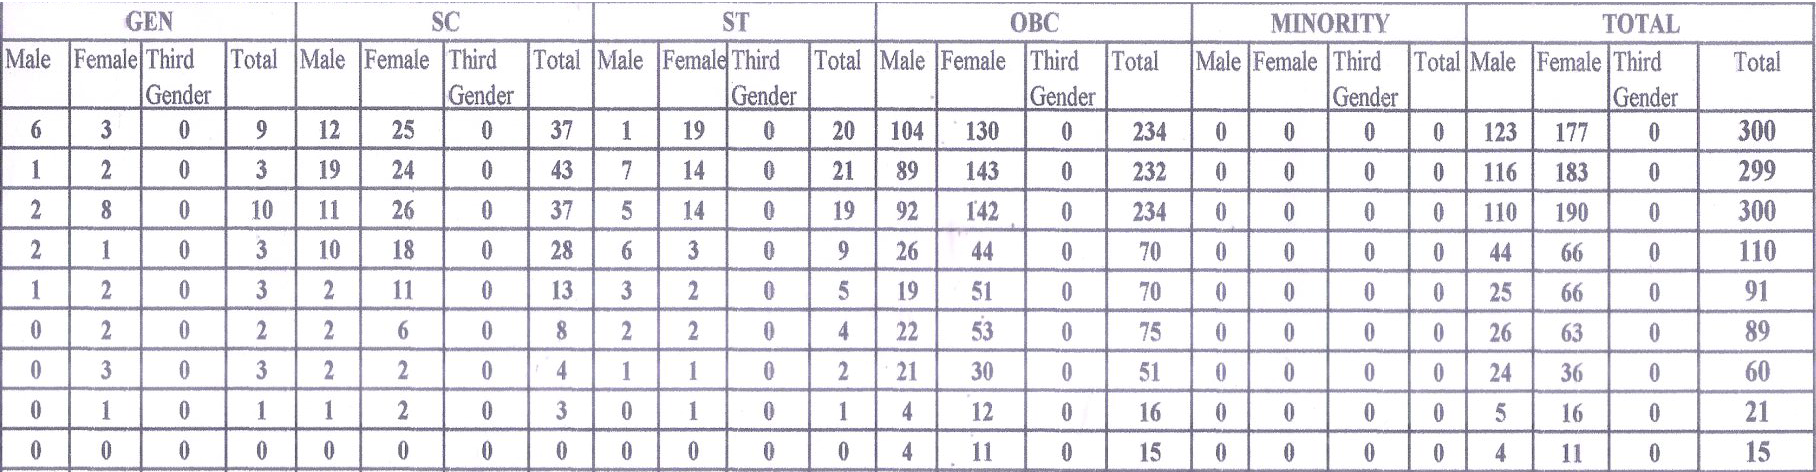 GEN SC ST OBC MINORITY TOTAL
Male Female Third Gender Total Male Female Third Gender Total Male Female Third Gender Total Male Female Third Gender Total Male Female Third Gender Total Male Female Third Gender Total
6 3 0 9 12 25 0 37 1 19 0 20 104 130 0 234 0 0 0 0 123 177 0 300
1 2 0 3 19 24 0 43 7 14 0 21 89 143 0 232 0 0 0 0 116 183 0 299
2 8 0 10 11 26 0 37 5 14 0 19 92 142 0 234 0 0 0 0 110 190 0 300
2 1 0 3 10 18 0 28 6 3 0 9 26 44 0 70 0 0 0 0 44 66 0 110
1 2 0 3 2 11 0 13 3 2 0 5 19 51 0 70 0 0 0 0 25 66 0 91
0 2 0 2 2 6 0 8 2 2 0 4 22 53 0 75 0 0 0 0 26 63 0 89
0 3 0 3 2 2 0 4 1 1 0 2 21 30 0 51 0 0 0 0 24 36 0 60
0 1 0 1 1 2 0 3 0 1 0 1 4 12 0 16 0 0 0 0 5 16 0 21
0 0 0 0 0 0 0 0 0 0 0 0 4 11 0 15 0 0 0 0 4 11 0 15